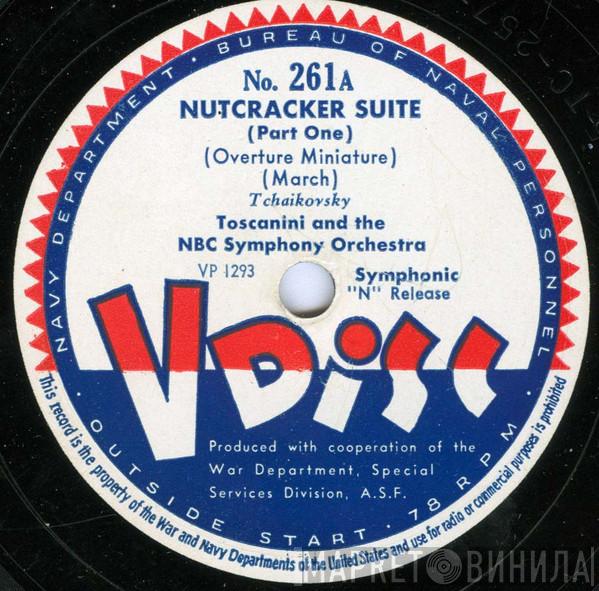 NAVY DEPARTMENT · BUREAU OF NAVAL PERSONNEL ·
No. 261A
NUTCRACKER SUITE
(Part One)
(Overture Miniature)
(March)
Tchaikovsky
Toscanini and the
NBC Symphony Orchestra
VP 1293
Symphonic
"N" Release
V DiSC
Produced with cooperation of the
War Department, Special
Services Division, A.S.F.
· OUTSIDE START · 78 RPM ·
This record is the property of the War and Navy Departments of the United States and use for radio or commercial purposes is prohibited
МАРКЕТ ВИНИЛА